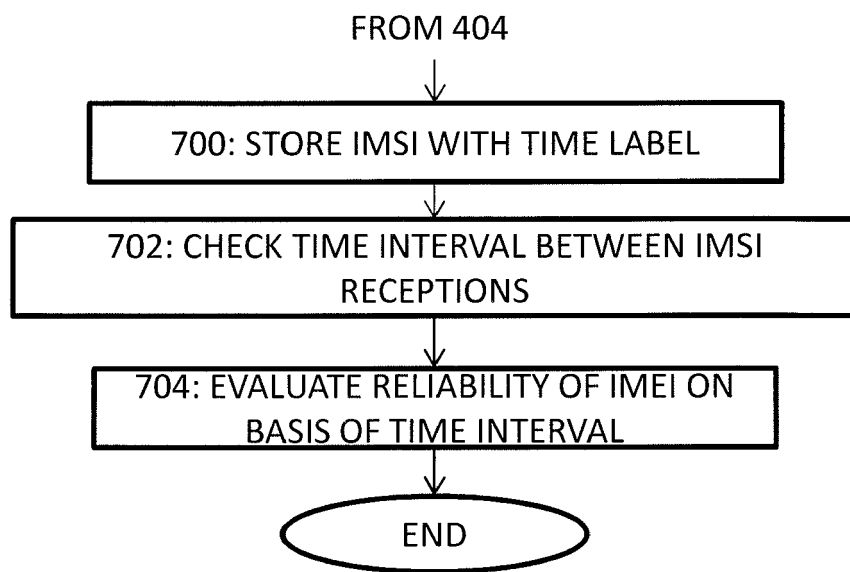 FROM 404
700: STORE IMSI WITH TIME LABEL
702: CHECK TIME INTERVAL BETWEEN IMSI
RECEPTIONS
704: EVALUATE RELIABILITY OF IMEI ON
BASIS OF TIME INTERVAL
END